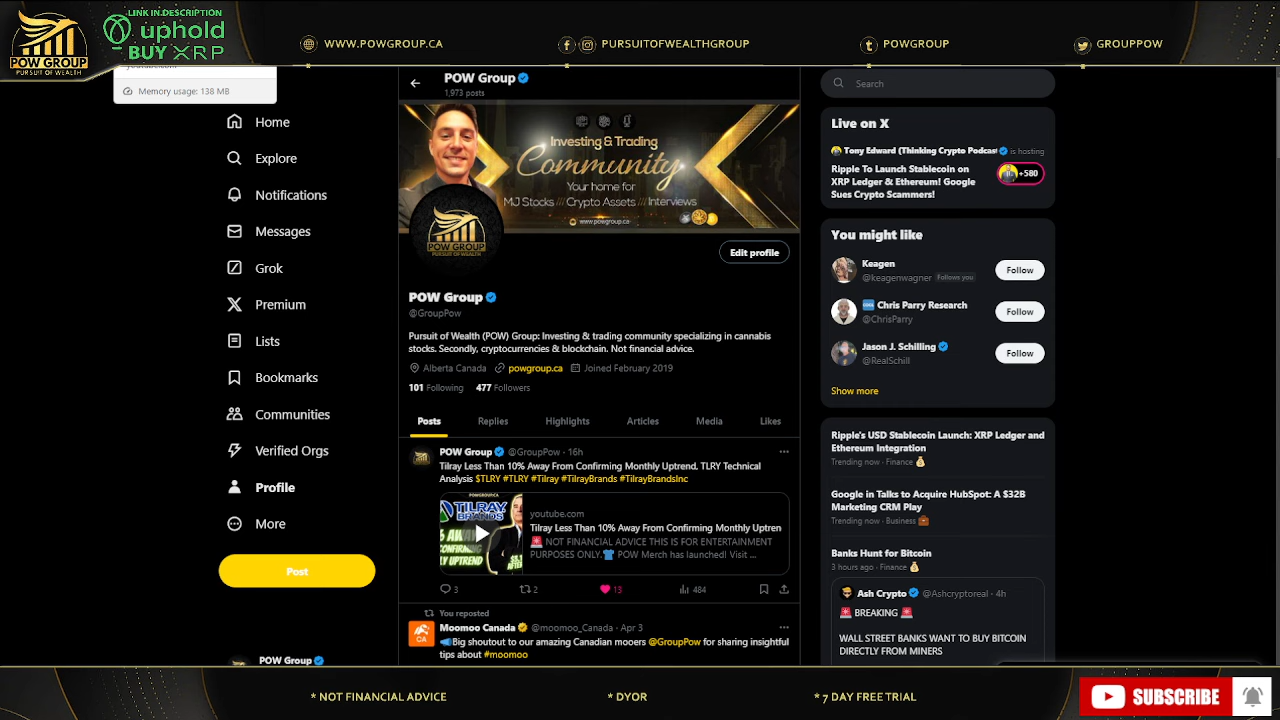 LINK IN DESCRIPTION
uphold
BUY XRP
POW GROUP
PURSUIT OF WEALTH
WWW.POWGROUP.CA
PURSUITOFWEALTHGROUP
POWGROUP
GROUPPOW
Memory usage: 138 MB
Home
Explore
Notifications
Messages
Grok
Premium
Lists
Bookmarks
Communities
Verified Orgs
Profile
More
Post
POW Group
POW Group
1,973 posts
Investing & Trading
Community
Your home for
MJ Stocks // Crypto Assets // Interviews
www.powgroup.ca
POW GROUP
PURSUIT OF WEALTH
Edit profile
POW Group
@GroupPow
Pursuit of Wealth (POW) Group: Investing & trading community specializing in cannabis
stocks. Secondly, cryptocurrencies & blockchain. Not financial advice.
Alberta Canada powgroup.ca Joined February 2019
101 Following 477 Followers
Posts Replies Highlights Articles Media Likes
POW Group @GroupPow · 16h
Tilray Less Than 10% Away From Confirming Monthly Uptrend, TLRY Technical
Analysis $TLRY #TLRY #Tilray #TilrayBrands #TilrayBrandsInc
POWGROUP.CA
TILRAY
BRANDS
youtube.com
Tilray Less Than 10% Away From Confirming Monthly Uptren
🚨 NOT FINANCIAL ADVICE THIS IS FOR ENTERTAINMENT
PURPOSES ONLY.👕 POW Merch has launched! Visit ...
3 2 13 484
You reposted
Moomoo Canada @moomoo_Canada · Apr 3
📣Big shoutout to our amazing Canadian mooers @GroupPow for sharing insightful
tips about #moomoo
Search
Live on X
Tony Edward (Thinking Crypto Podcas is hosting
Ripple To Launch Stablecoin on
XRP Ledger & Ethereum! Google
Sues Crypto Scammers!
+580
You might like
Keagen
@keagenwagner Follows you
Follow
Chris Parry Research
@ChrisParry
Follow
Jason J. Schilling
@RealSchill
Follow
Show more
Ripple's USD Stablecoin Launch: XRP Ledger and
Ethereum Integration
Trending now · Finance 💰
Google in Talks to Acquire HubSpot: A $32B
Marketing CRM Play
Trending now · Business 💼
Banks Hunt for Bitcoin
3 hours ago · Finance 💰
Ash Crypto @Ashcryptoreal · 4h
🚨 BREAKING 🚨
WALL STREET BANKS WANT TO BUY BITCOIN
DIRECTLY FROM MINERS
* NOT FINANCIAL ADVICE
* DYOR
* 7 DAY FREE TRIAL
SUBSCRIBE